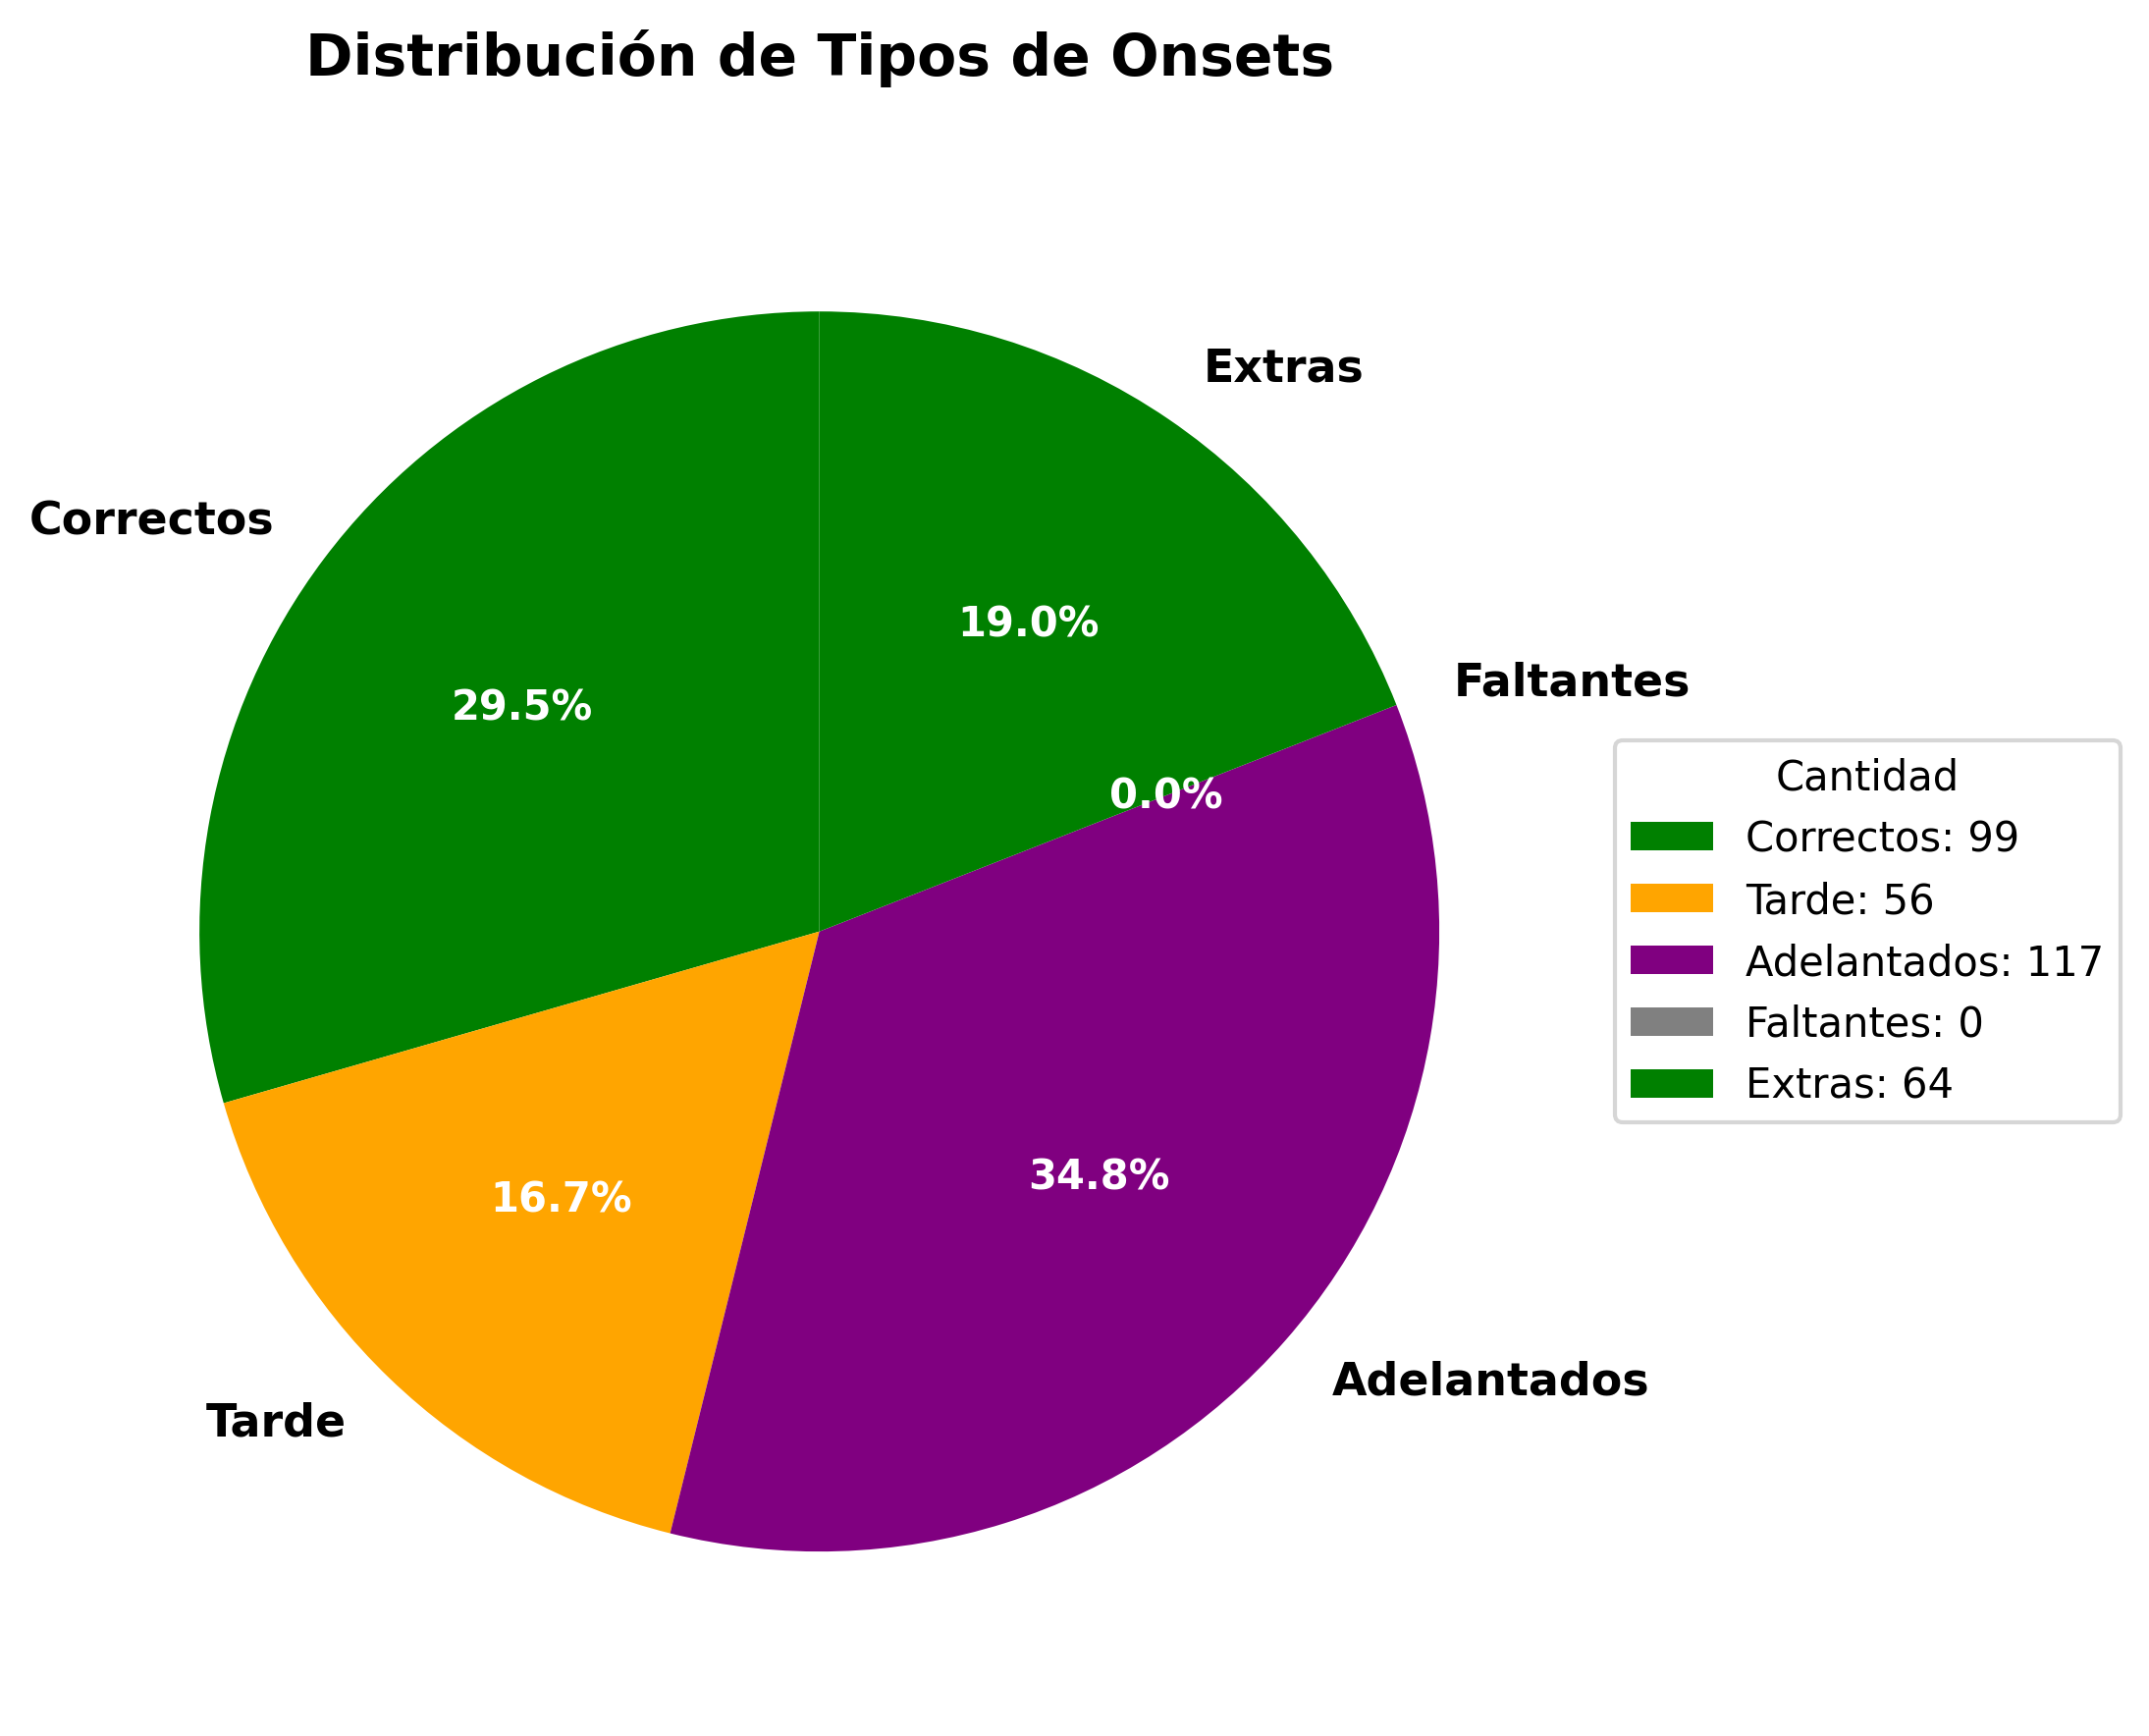 Distribución de Tipos de Onsets
Extras
Correctos
19.0%
Faltantes
29.5%
0.0%
Cantidad
Correctos: 99
Tarde: 56
Adelantados: 117
Faltantes: 0
Extras: 64
34.8%
16.7%
Adelantados
Tarde